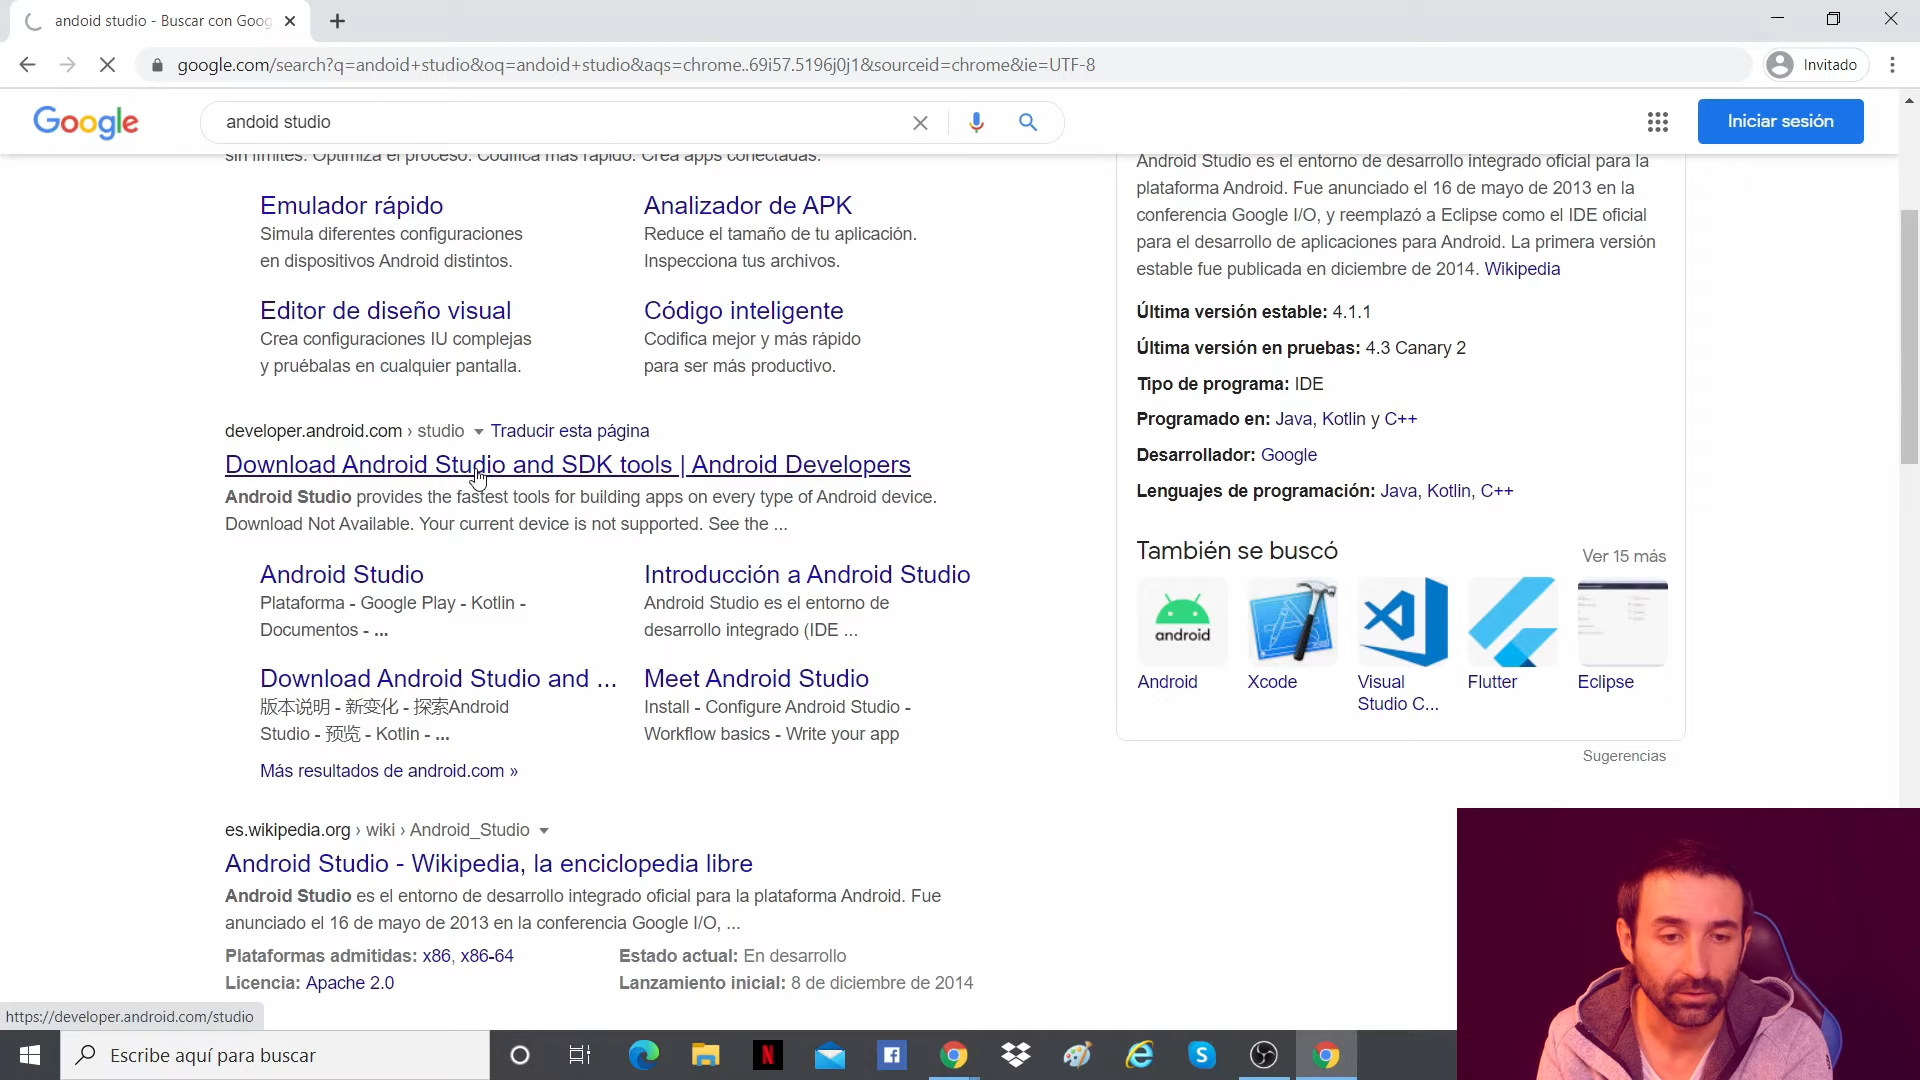 andoid studio - Buscar con Goog
google.com/search?q=andoid+studio&oq=andoid+studio&aqs=chrome..69i57.5196j0j1&sourceid=chrome&ie=UTF-8
Invitado
Google
andoid studio
Iniciar sesión
sin límites. Optimiza el proceso. Codifica más rápido. Crea apps conectadas.
Emulador rápido
Simula diferentes configuraciones
en dispositivos Android distintos.
Analizador de APK
Reduce el tamaño de tu aplicación.
Inspecciona tus archivos.
Editor de diseño visual
Crea configuraciones IU complejas
y pruébalas en cualquier pantalla.
Código inteligente
Codifica mejor y más rápido
para ser más productivo.
developer.android.com › studio Traducir esta página
Download Android Studio and SDK tools | Android Developers
Android Studio provides the fastest tools for building apps on every type of Android device.
Download Not Available. Your current device is not supported. See the ...
Android Studio
Plataforma - Google Play - Kotlin -
Documentos - ...
Introducción a Android Studio
Android Studio es el entorno de
desarrollo integrado (IDE ...
Download Android Studio and ...
版本说明 - 新变化 - 探索Android
Studio - 预览 - Kotlin - ...
Meet Android Studio
Install - Configure Android Studio -
Workflow basics - Write your app
Más resultados de android.com »
es.wikipedia.org › wiki › Android_Studio
Android Studio - Wikipedia, la enciclopedia libre
Android Studio es el entorno de desarrollo integrado oficial para la plataforma Android. Fue
anunciado el 16 de mayo de 2013 en la conferencia Google I/O, ...
Plataformas admitidas: x86, x86-64
Estado actual: En desarrollo
Licencia: Apache 2.0
Lanzamiento inicial: 8 de diciembre de 2014
Android Studio es el entorno de desarrollo integrado oficial para la
plataforma Android. Fue anunciado el 16 de mayo de 2013 en la
conferencia Google I/O, y reemplazó a Eclipse como el IDE oficial
para el desarrollo de aplicaciones para Android. La primera versión
estable fue publicada en diciembre de 2014. Wikipedia
Última versión estable: 4.1.1
Última versión en pruebas: 4.3 Canary 2
Tipo de programa: IDE
Programado en: Java, Kotlin y C++
Desarrollador: Google
Lenguajes de programación: Java, Kotlin, C++
También se buscó
Ver 15 más
android
Android
Xcode
Visual
Studio C...
Flutter
Eclipse
Sugerencias
https://developer.android.com/studio
Escribe aquí para buscar